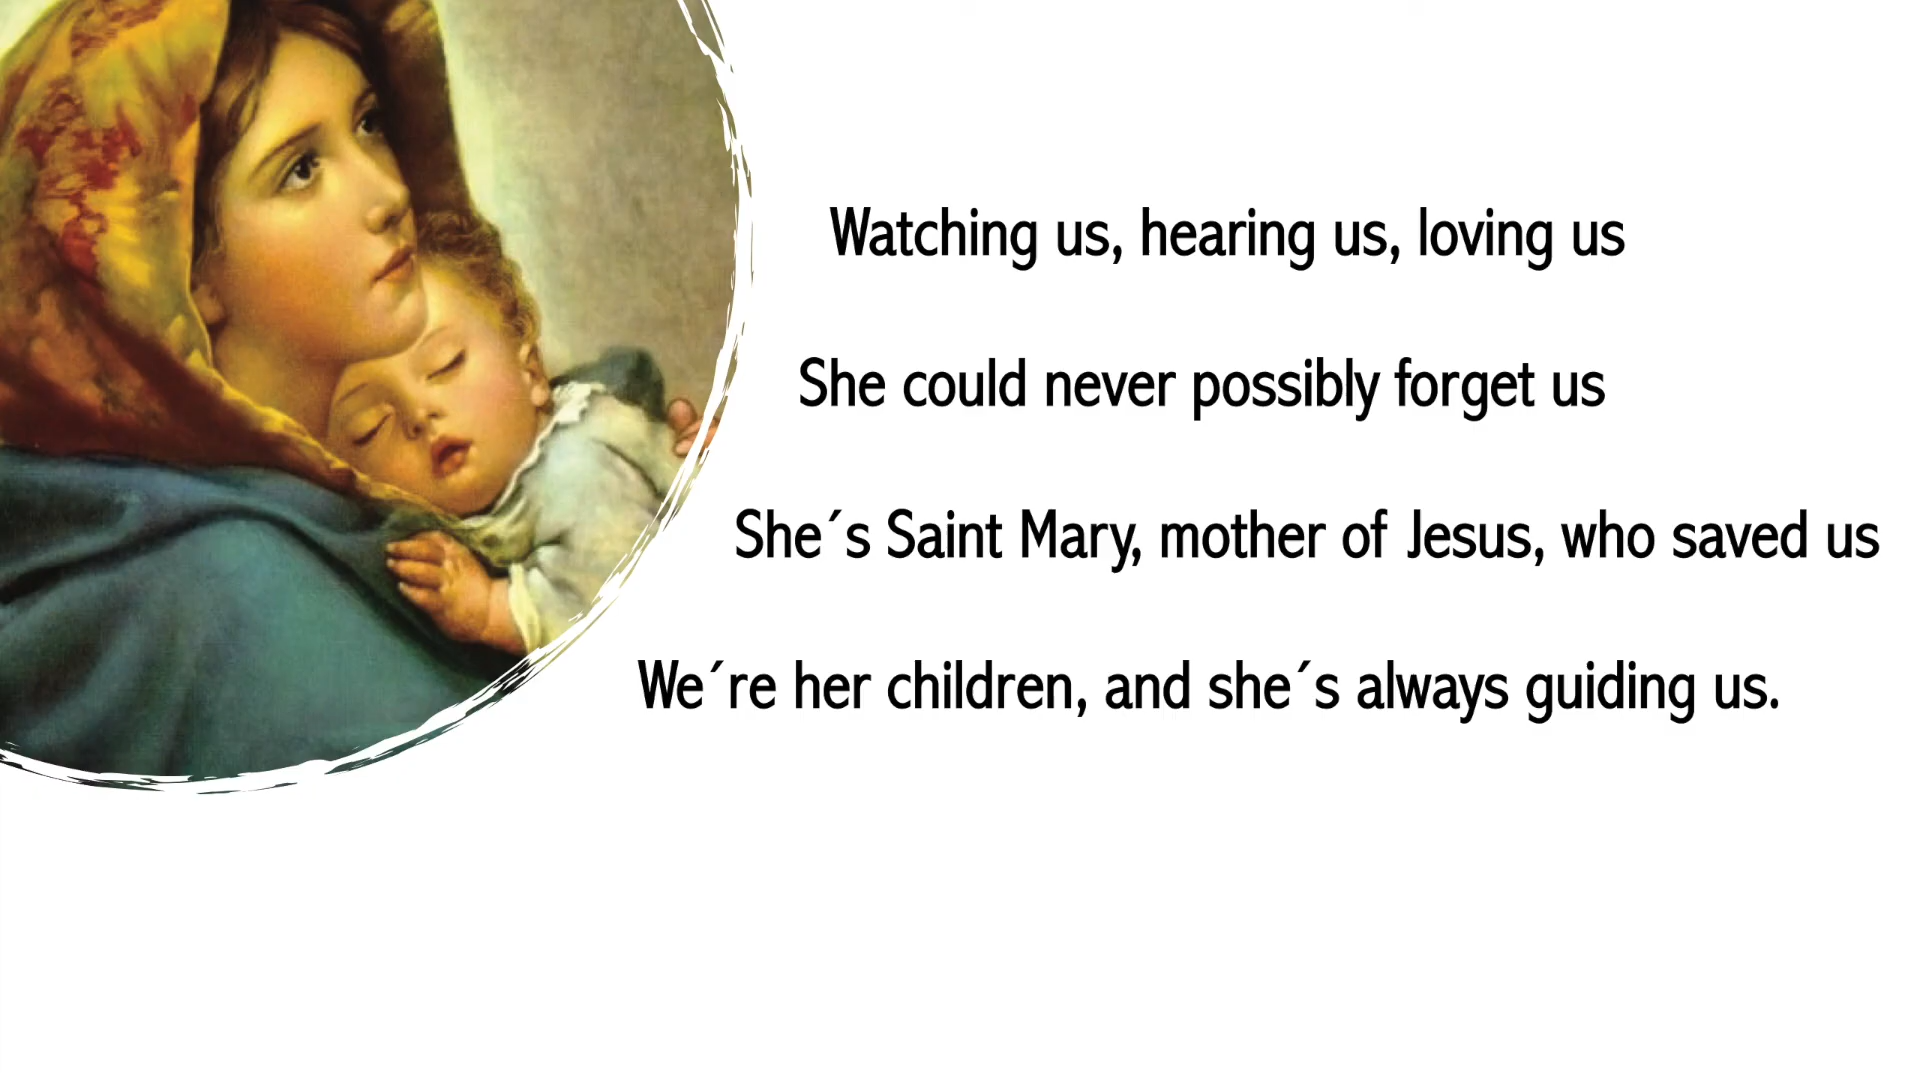 Watching us, hearing us, loving us
She could never possibly forget us
She´s Saint Mary, mother of Jesus, who saved us
We´re her children, and she´s always guiding us.